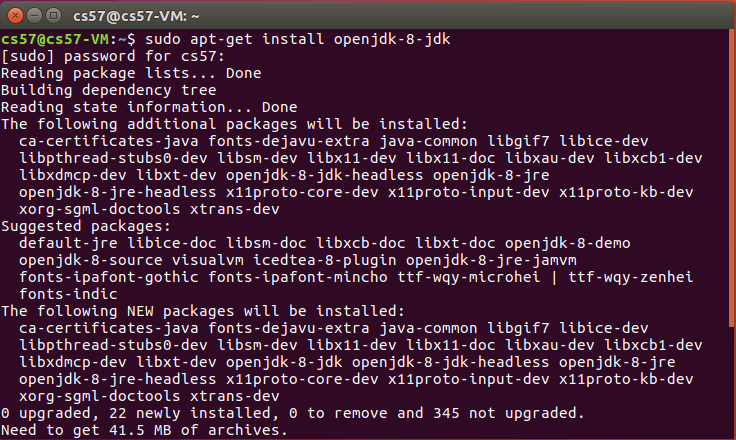 cs57@cs57-VM: ~
cs57@cs57-VM:~$ sudo apt-get install openjdk-8-jdk
[sudo] password for cs57:
Reading package lists... Done
Building dependency tree
Reading state information... Done
The following additional packages will be installed:
  ca-certificates-java fonts-dejavu-extra java-common libgif7 libice-dev
  libpthread-stubs0-dev libsm-dev libx11-dev libx11-doc libxau-dev libxcb1-dev
  libxdmcp-dev libxt-dev openjdk-8-jdk-headless openjdk-8-jre
  openjdk-8-jre-headless x11proto-core-dev x11proto-input-dev x11proto-kb-dev
  xorg-sgml-doctools xtrans-dev
Suggested packages:
  default-jre libice-doc libsm-doc libxcb-doc libxt-doc openjdk-8-demo
  openjdk-8-source visualvm icedtea-8-plugin openjdk-8-jre-jamvm
  fonts-ipafont-gothic fonts-ipafont-mincho ttf-wqy-microhei | ttf-wqy-zenhei
  fonts-indic
The following NEW packages will be installed:
  ca-certificates-java fonts-dejavu-extra java-common libgif7 libice-dev
  libpthread-stubs0-dev libsm-dev libx11-dev libx11-doc libxau-dev libxcb1-dev
  libxdmcp-dev libxt-dev openjdk-8-jdk openjdk-8-jdk-headless openjdk-8-jre
  openjdk-8-jre-headless x11proto-core-dev x11proto-input-dev x11proto-kb-dev
  xorg-sgml-doctools xtrans-dev
0 upgraded, 22 newly installed, 0 to remove and 345 not upgraded.
Need to get 41.5 MB of archives.